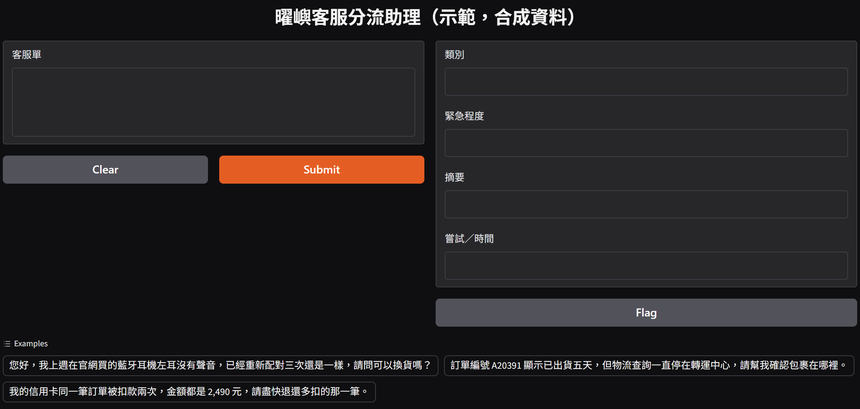 曜嶼客服分流助理（示範，合成資料）
客服單
Clear
Submit
類別
緊急程度
摘要
嘗試／時間
Flag
Examples
您好，我上週在官網買的藍牙耳機左耳沒有聲音，已經重新配對三次還是一樣，請問可以換貨嗎？
訂單編號 A20391 顯示已出貨五天，但物流查詢一直停在轉運中心，請幫我確認包裹在哪裡。
我的信用卡同一筆訂單被扣款兩次，金額都是 2,490 元，請盡快退還多扣的那一筆。